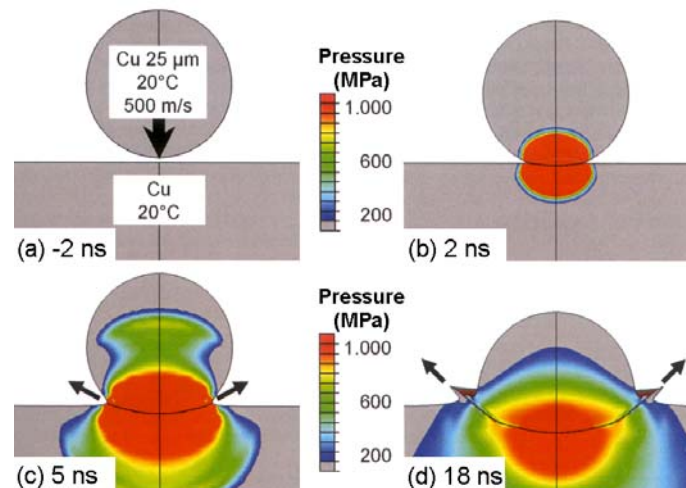 Cu 25 µm
20°C
500 m/s
Cu
20°C
(a) -2 ns
Pressure
(MPa)
1.000
600
200
(b) 2 ns
(c) 5 ns
Pressure
(MPa)
1.000
600
200
(d) 18 ns